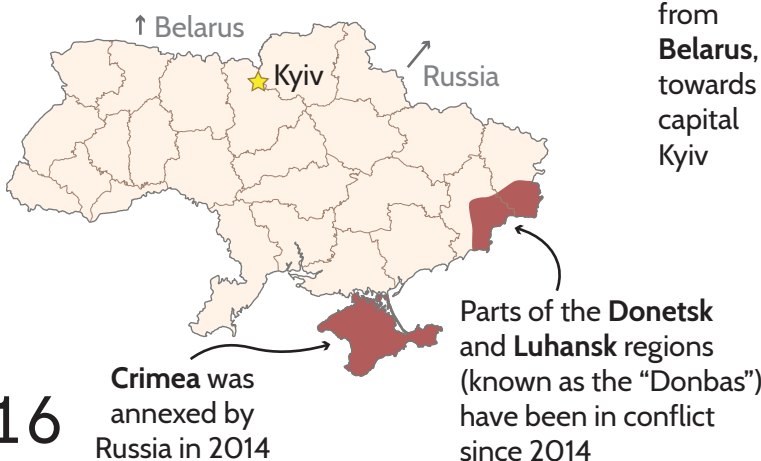 from
Belarus,
towards
capital
Kyiv
↑ Belarus
Kyiv
Russia
Parts of the Donetsk
and Luhansk regions
(known as the “Donbas”)
have been in conflict
since 2014
Crimea was
annexed by
Russia in 2014
16